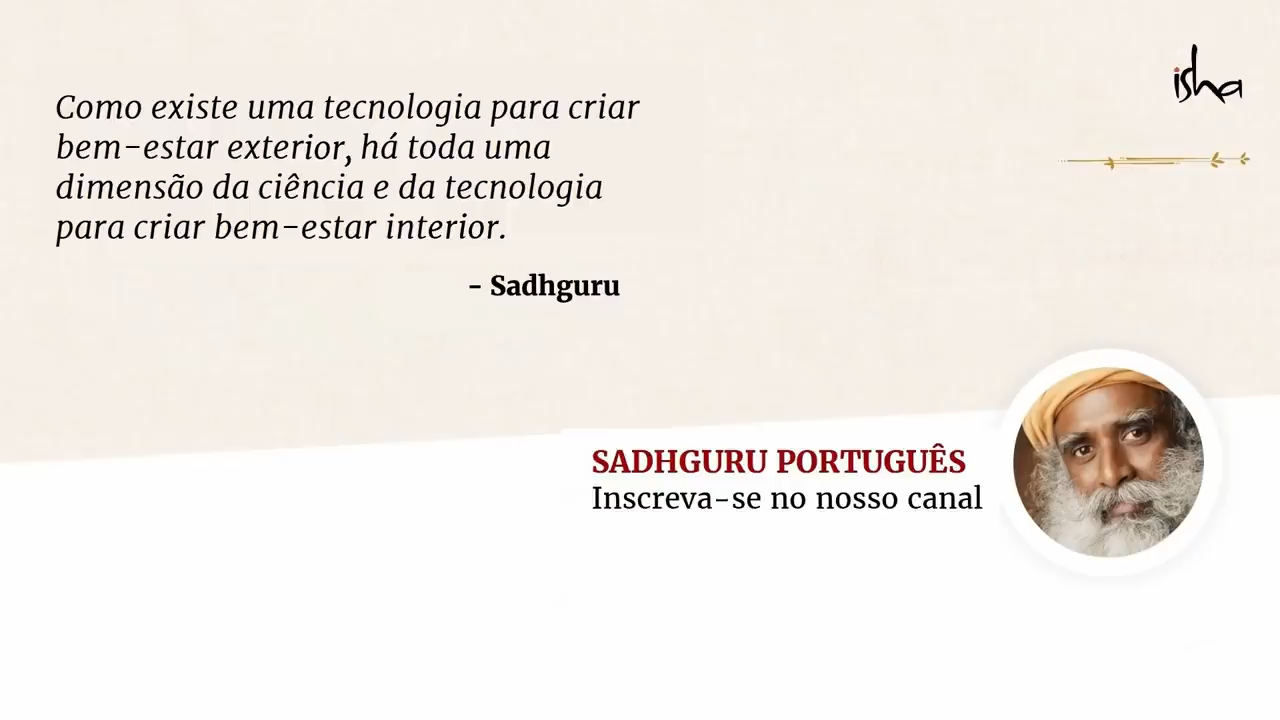 Como existe uma tecnologia para criar
bem-estar exterior, há toda uma
dimensão da ciência e da tecnologia
para criar bem-estar interior.
- Sadhguru
isha
SADHGURU PORTUGUÊS
Inscreva-se no nosso canal